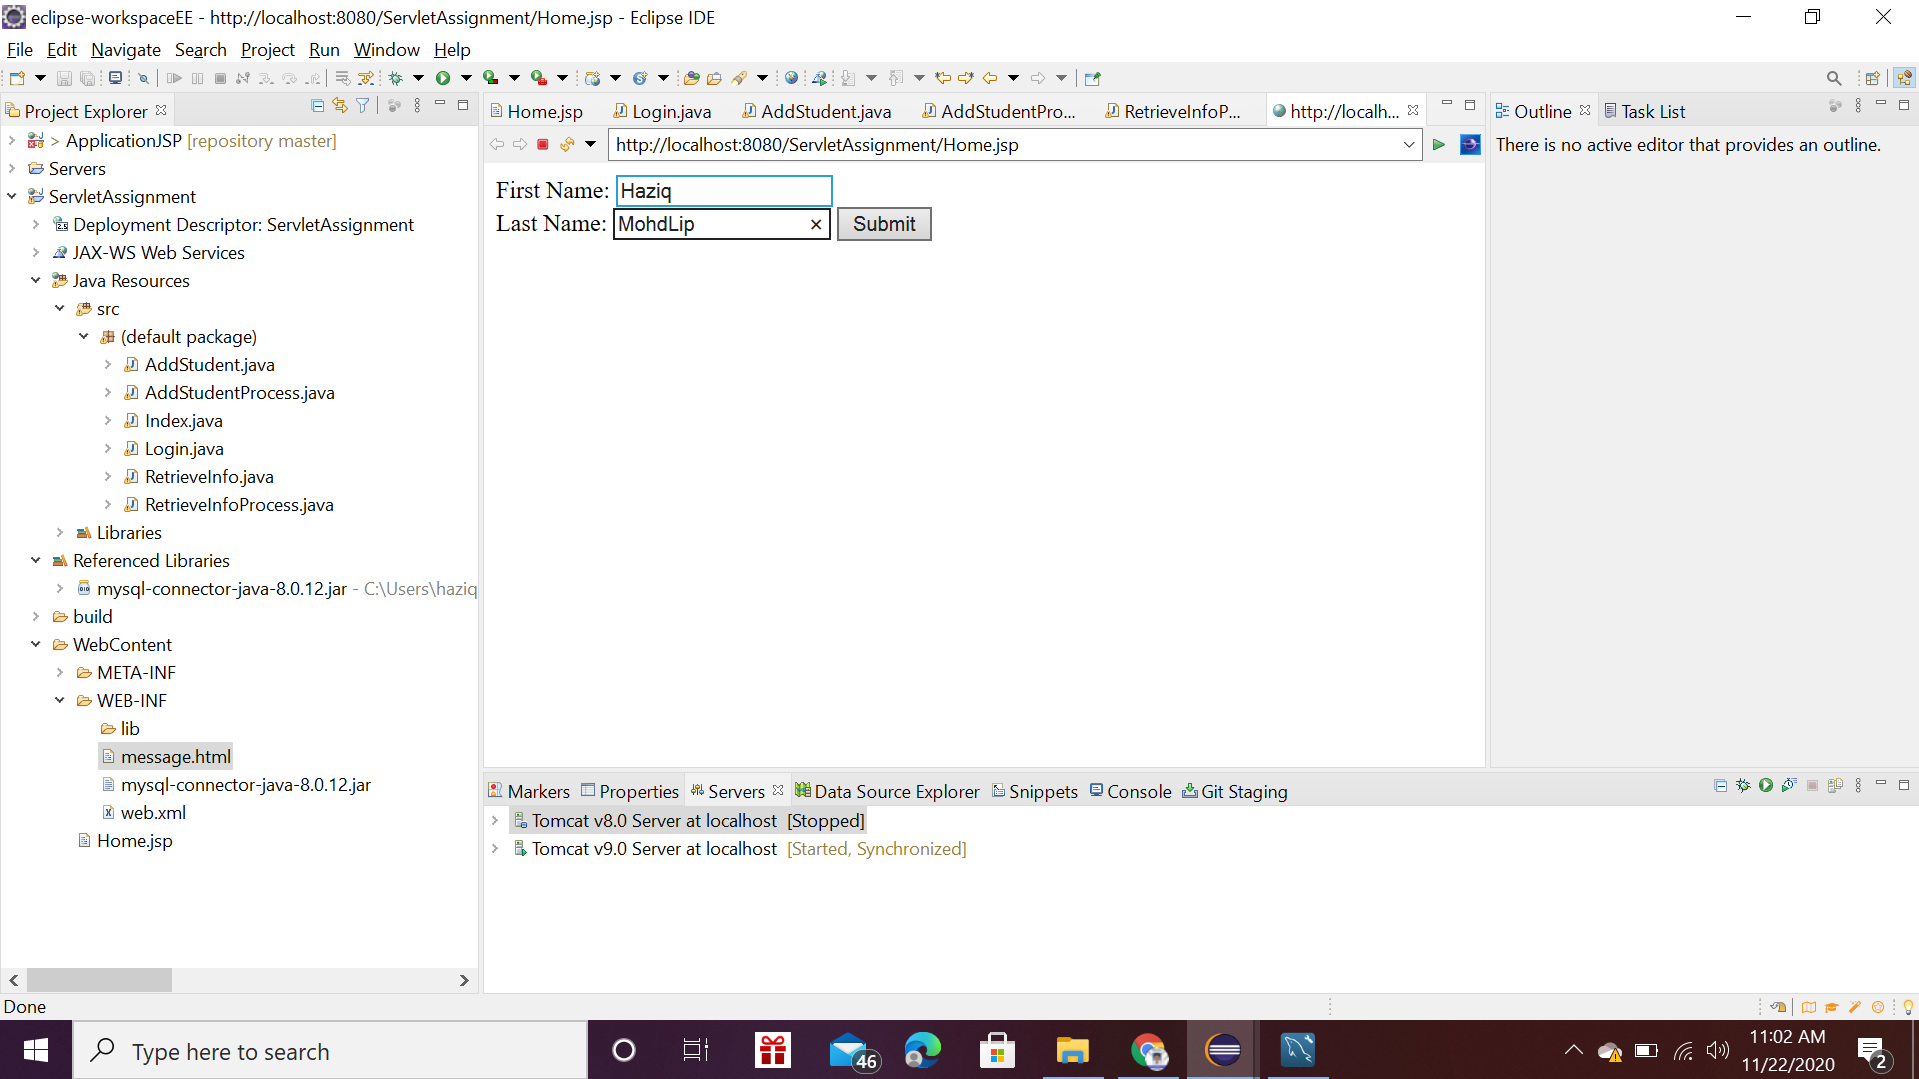 eclipse-workspaceEE - http://localhost:8080/ServletAssignment/Home.jsp - Eclipse IDE
File Edit Navigate Search Project Run Window Help
Project Explorer
> ApplicationJSP [repository master]
Servers
ServletAssignment
Deployment Descriptor: ServletAssignment
JAX-WS Web Services
Java Resources
src
(default package)
AddStudent.java
AddStudentProcess.java
Index.java
Login.java
RetrieveInfo.java
RetrieveInfoProcess.java
Libraries
Referenced Libraries
mysql-connector-java-8.0.12.jar - C:\Users\haziq
build
WebContent
META-INF
WEB-INF
lib
message.html
mysql-connector-java-8.0.12.jar
web.xml
Home.jsp
Home.jsp Login.java AddStudent.java AddStudentPro... RetrieveInfoP... http://localh...
http://localhost:8080/ServletAssignment/Home.jsp
First Name: Haziq
Last Name: MohdLip Submit
Outline Task List
There is no active editor that provides an outline.
Markers Properties Servers Data Source Explorer Snippets Console Git Staging
Tomcat v8.0 Server at localhost [Stopped]
Tomcat v9.0 Server at localhost [Started, Synchronized]
Done
Type here to search
46
11:02 AM
11/22/2020
2